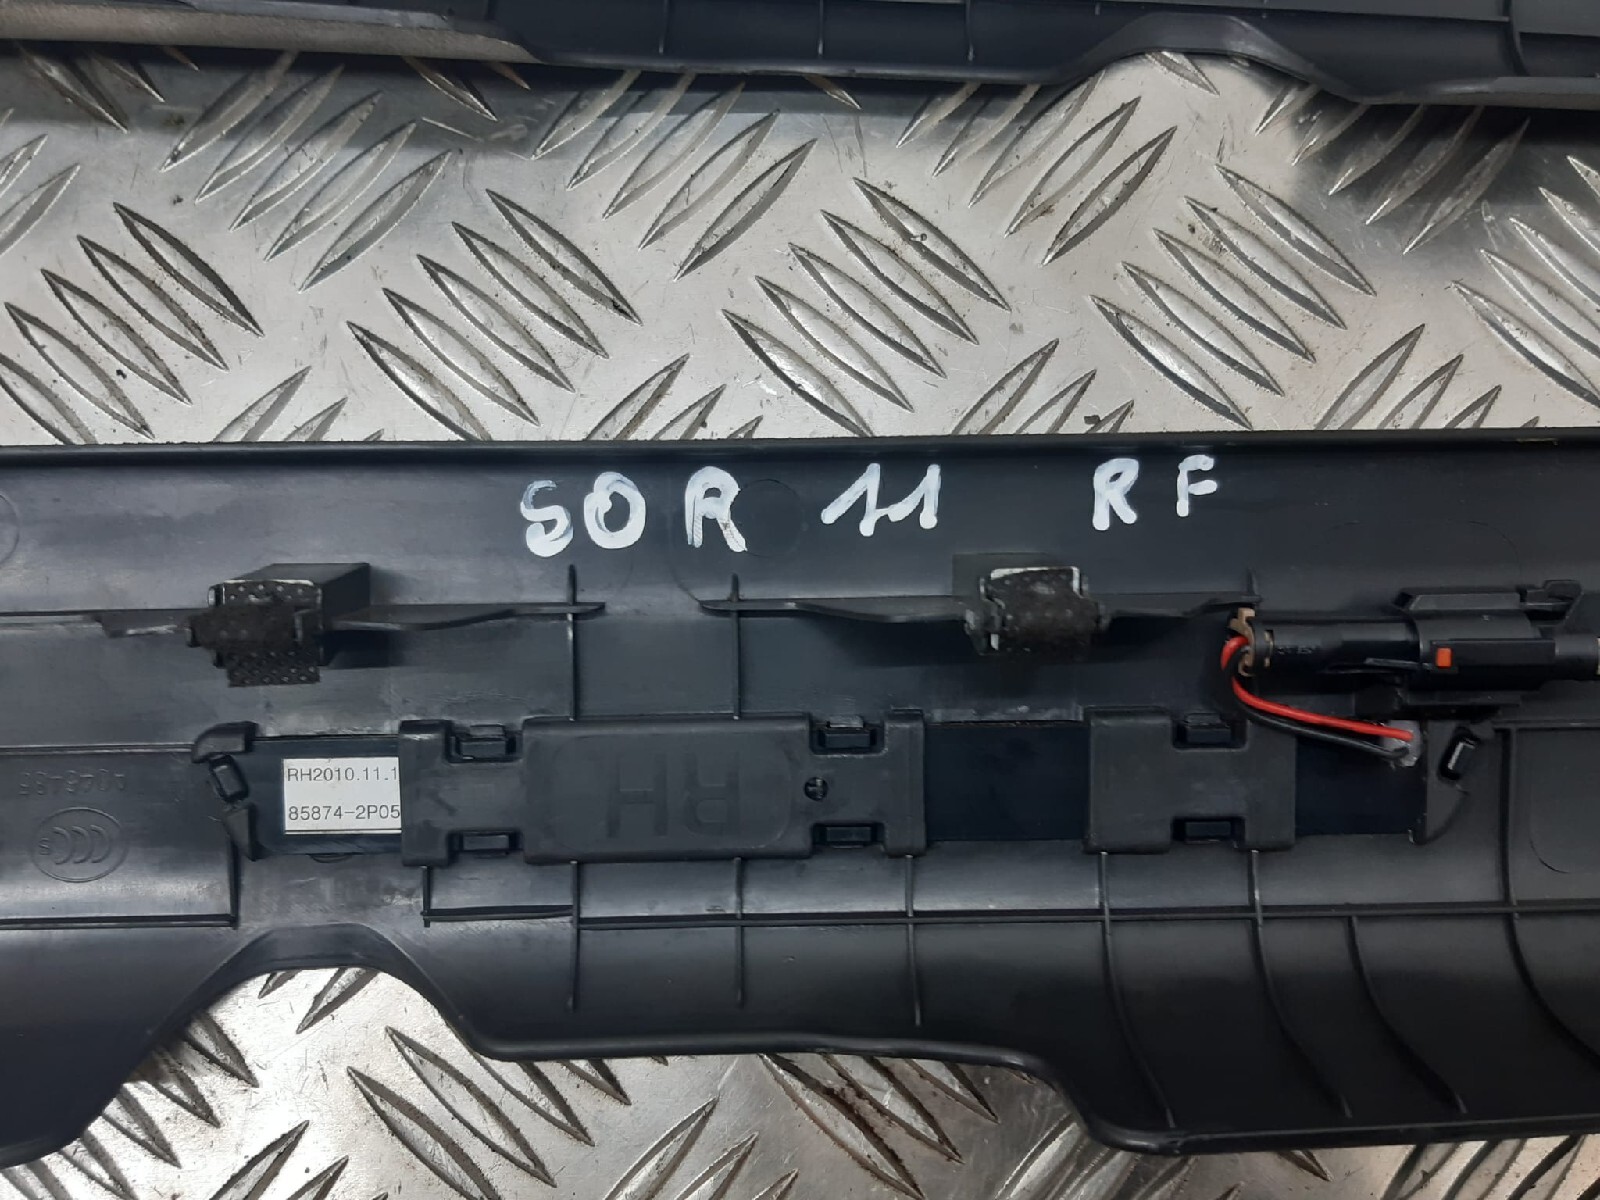 SOR 11 RF
RH2010.11.1
85874-2P05
RH